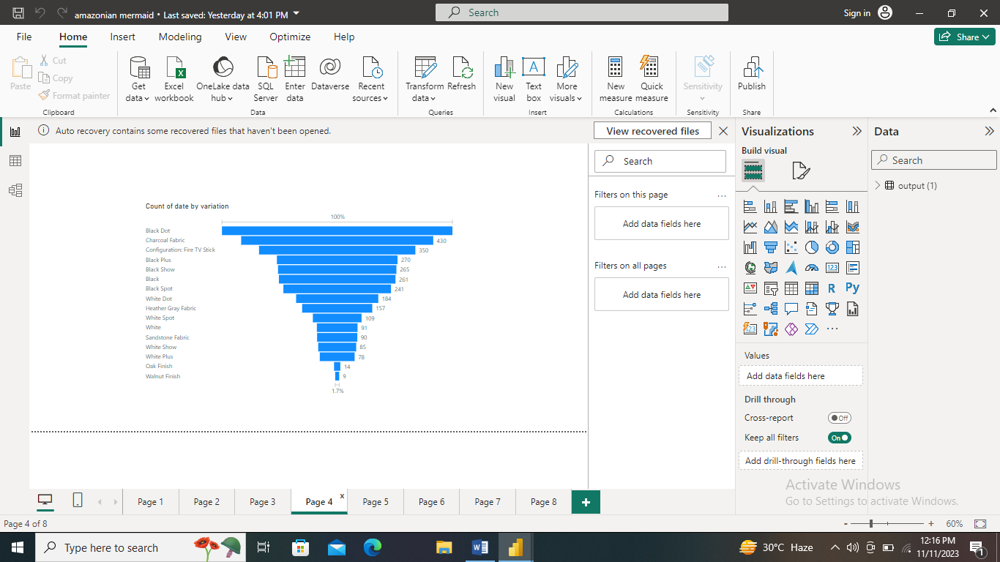 amazonian mermaid • Last saved: Yesterday at 4:01 PM
Search
Sign in
File Home Insert Modeling View Optimize Help
Share
Paste
Cut
Copy
Format painter
Clipboard
Get data
Excel workbook
OneLake data hub
SQL Server
Enter data
Dataverse
Recent sources
Data
Transform data
Refresh
Queries
New visual
Text box
More visuals
Insert
New measure
Quick measure
Calculations
Sensitivity
Sensitivity
Publish
Share
Auto recovery contains some recovered files that haven't been opened.
View recovered files
Count of date by variation
100%
Black Dot
Charcoal Fabric 430
Configuration: Fire TV Stick 350
Black Plus 270
Black Show 265
Black 261
Black Spot 241
White Dot 184
Heather Gray Fabric 157
White Spot 109
White 91
Sandstone Fabric 90
White Show 85
White Plus 78
Oak Finish 14
Walnut Finish 9
1.7%
Search
Filters on this page ...
Add data fields here
Filters on all pages ...
Add data fields here
Visualizations
Build visual
123
R
Py
123
Values
Add data fields here
Drill through
Cross-report Off
Keep all filters On
Add drill-through fields here
Data
Search
output (1)
Activate Windows
Go to Settings to activate Windows.
Page 1 Page 2 Page 3 Page 4 x Page 5 Page 6 Page 7 Page 8 +
Page 4 of 8
- + 60%
Type here to search
30°C Haze
12:16 PM
11/11/2023
1